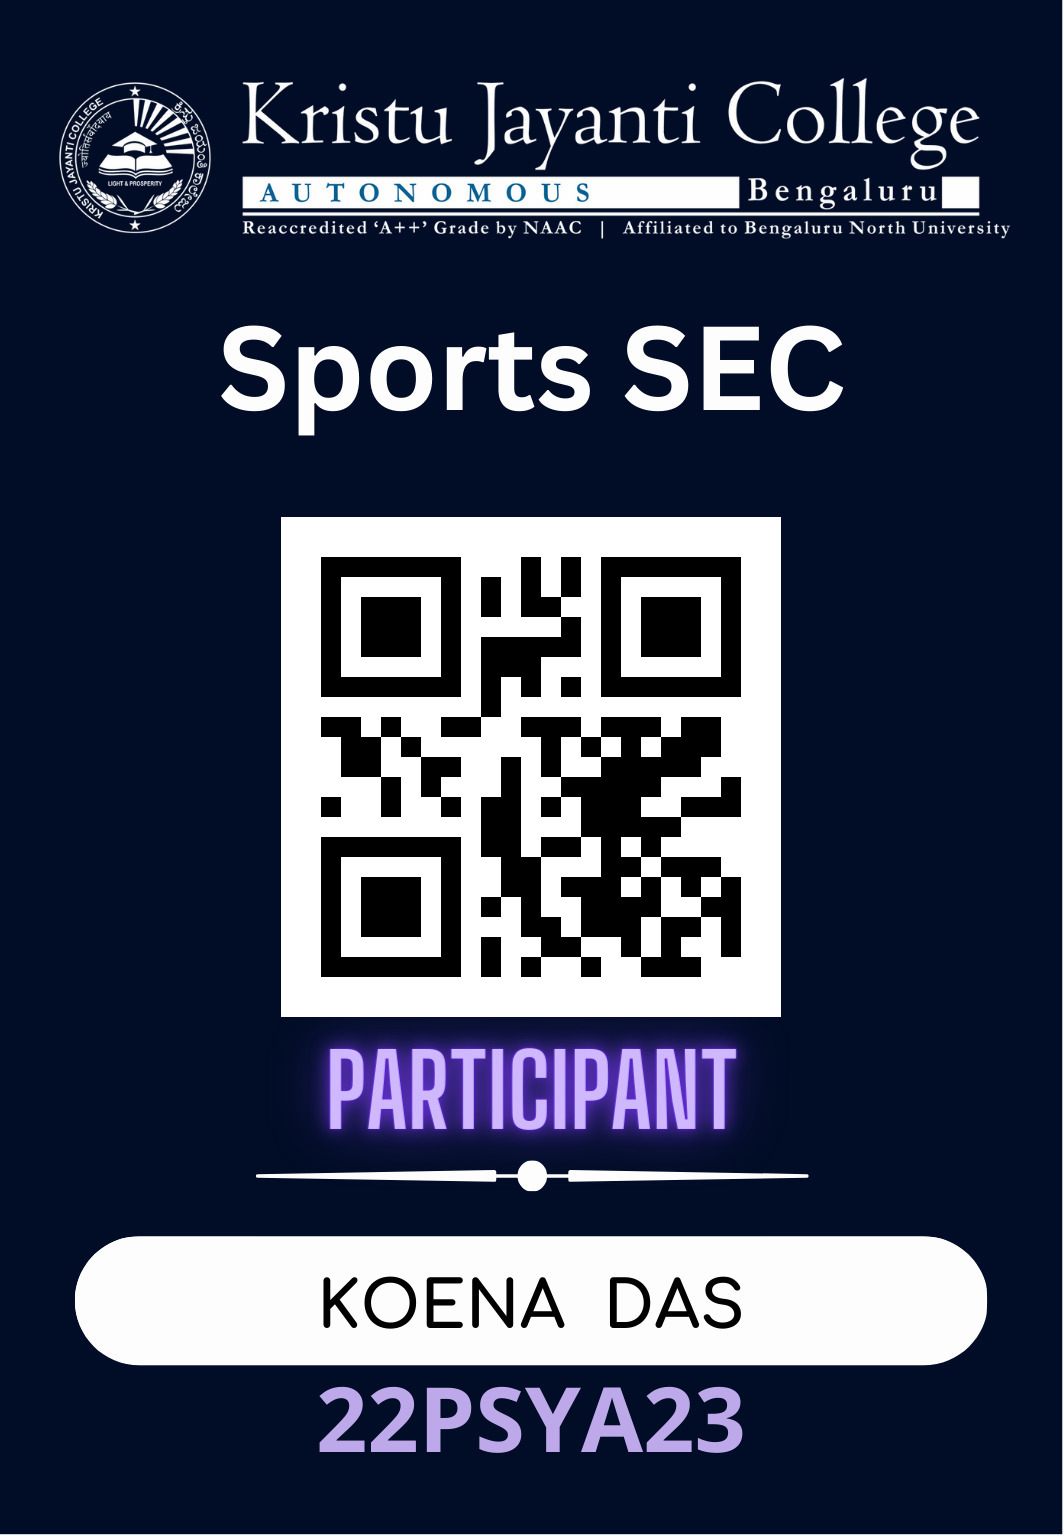 Kristu Jayanti College
AUTONOMOUS Bengaluru
Reaccredited ‘A++’ Grade by NAAC | Affiliated to Bengaluru North University
KRISTU JAYANTI COLLEGE
LIGHT & PROSPERITY
Sports SEC
PARTICIPANT
KOENA DAS
22PSYA23